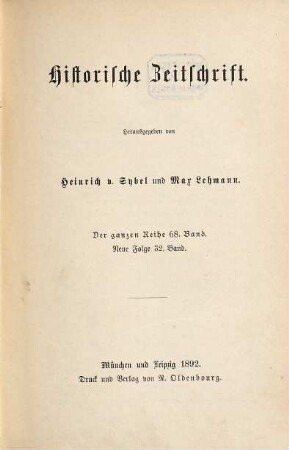 Historische Zeitschrift.
Herausgegeben von
Heinrich v. Sybel und Max Lehmann.
Der ganzen Reihe 68. Band.
Neue Folge 32. Band.
München und Leipzig 1892.
Druck und Verlag von R. Oldenbourg.